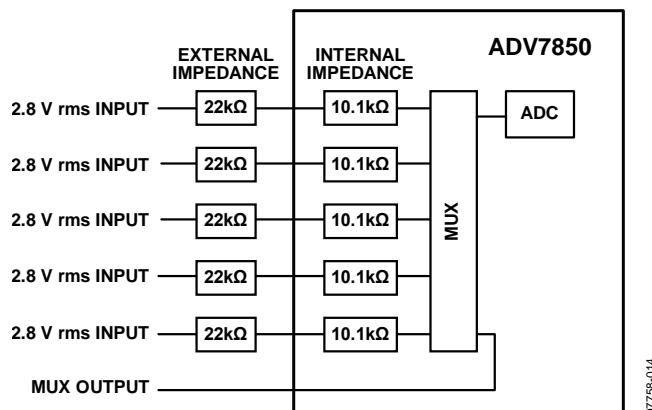 ADV7850
EXTERNAL IMPEDANCE
INTERNAL IMPEDANCE
2.8 V rms INPUT
22kΩ
10.1kΩ
ADC
2.8 V rms INPUT
22kΩ
10.1kΩ
2.8 V rms INPUT
22kΩ
10.1kΩ
MUX
2.8 V rms INPUT
22kΩ
10.1kΩ
2.8 V rms INPUT
22kΩ
10.1kΩ
MUX OUTPUT
07758-014